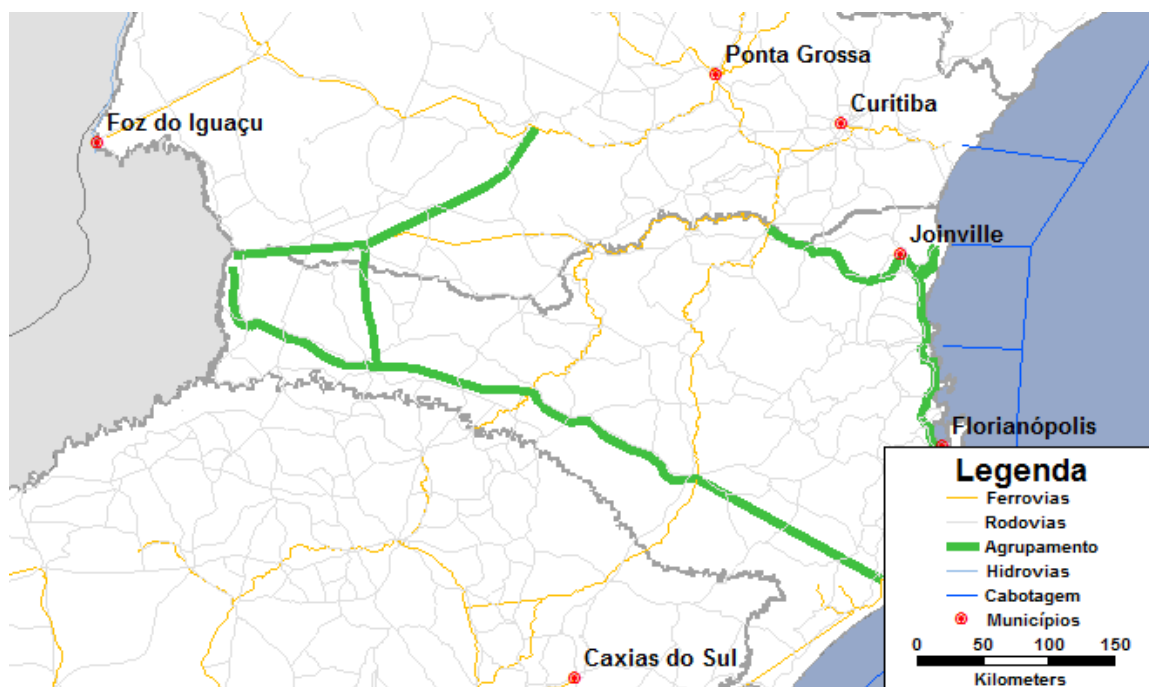 Ponta Grossa
Curitiba
Foz do Iguaçu
Joinville
Florianópolis
Legenda
Ferrovias
Rodovias
Agrupamento
Hidrovias
Cabotagem
Municípios
0 50 100 150
Kilometers
Caxias do Sul